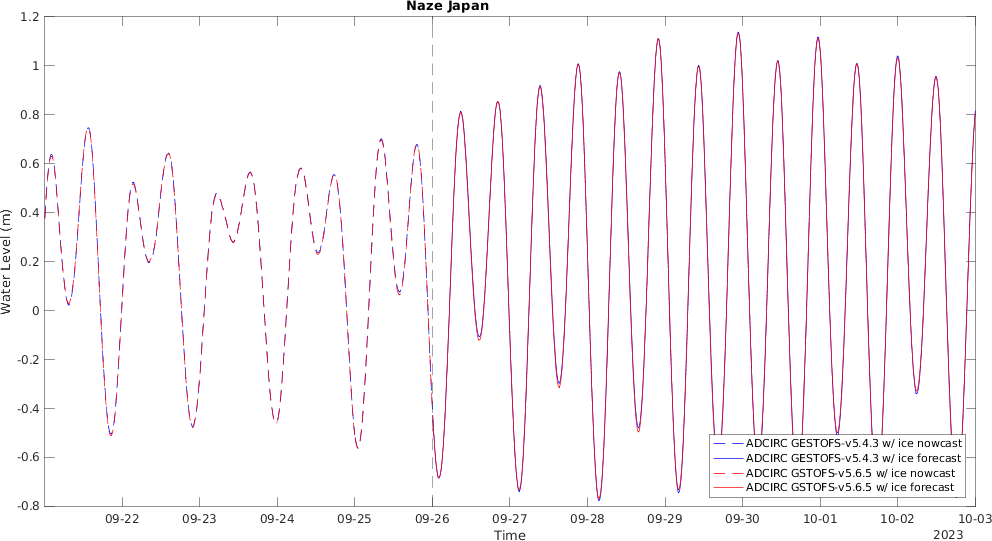 Naze Japan
1.2
1
0.8
0.6
0.4
0.2
0
-0.2
-0.4
-0.6
-0.8
Water Level (m)
ADCIRC GESTOFS-v5.4.3 w/ ice nowcast
ADCIRC GESTOFS-v5.4.3 w/ ice forecast
ADCIRC GSTOFS-v5.6.5 w/ ice nowcast
ADCIRC GSTOFS-v5.6.5 w/ ice forecast
09-22 09-23 09-24 09-25 09-26 09-27 09-28 09-29 09-30 10-01 10-02 10-03
Time
2023